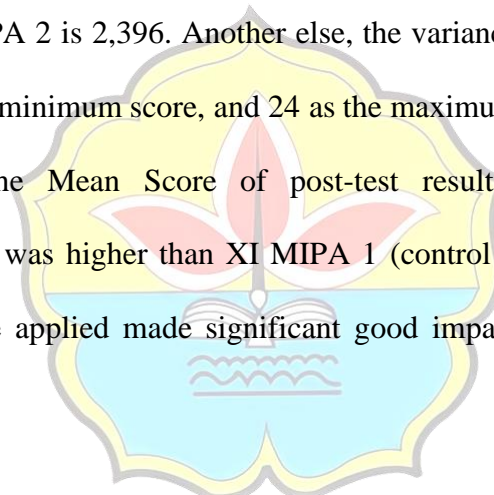 PA 2 is 2,396. Another else, the varianc
minimum score, and 24 as the maximu
Mean Score of post-test result
was higher than XI MIPA 1 (control
applied made significant good impa